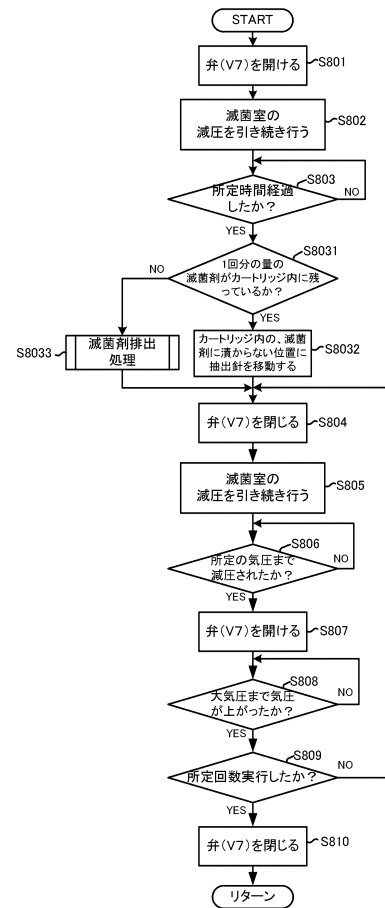 START
弁(V7)を開ける
S801
滅菌室の
減圧を引き続き行う
S802
所定時間経過
したか？
S803
NO
YES
1回分の量の
滅菌剤がカートリッジ内に残
っているか？
S8031
NO
YES
S8033
滅菌剤排出
処理
カートリッジ内の、滅菌
剤に漬からない位置に
抽出針を移動する
S8032
弁(V7)を閉じる
S804
滅菌室の
減圧を引き続き行う
S805
所定の気圧まで
減圧されたか？
S806
NO
YES
弁(V7)を開ける
S807
大気圧まで気圧
が上がったか？
S808
NO
YES
所定回数実行したか？
S809
NO
YES
弁(V7)を閉じる
S810
リターン